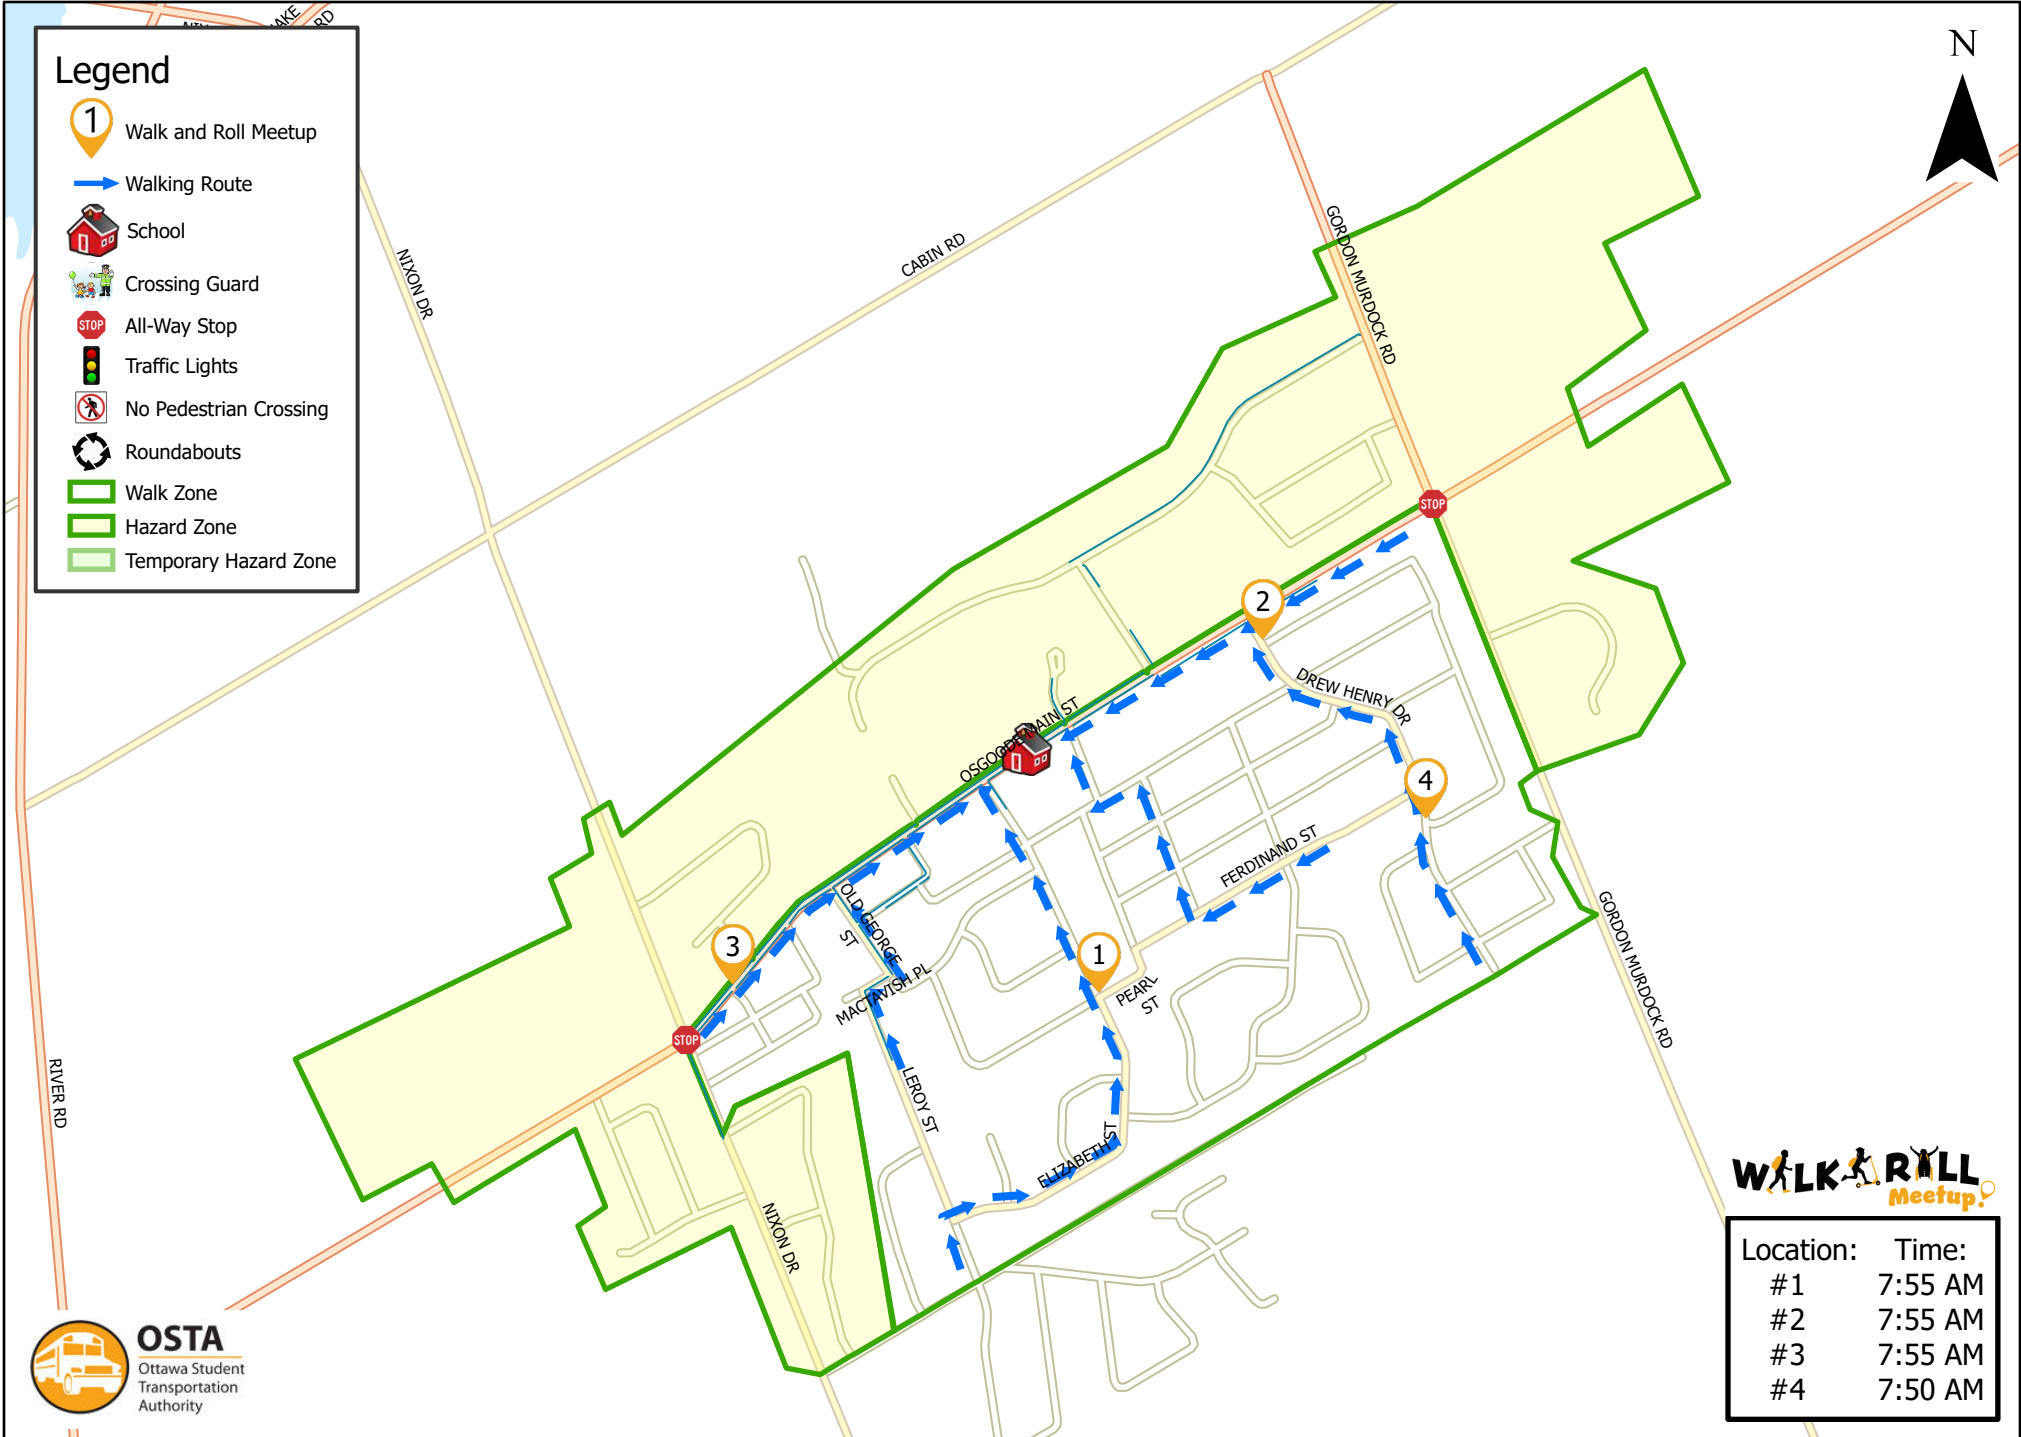 Legend
1
Walk and Roll Meetup
Walking Route
School
Crossing Guard
STOP
All-Way Stop
Traffic Lights
No Pedestrian Crossing
Roundabouts
Walk Zone
Hazard Zone
Temporary Hazard Zone
RD
N
NIXON DR
CABIN RD
GORDON MURDOCK RD
STOP
2
DREW HENRY DR
OSGOODE MAIN ST
4
FERDINAND ST
OLD GEORGE
ST
3
1
MACTAVISH PL
PEARL
ST
STOP
GORDON MURDOCK RD
RIVER RD
LEROY ST
ELIZABETH ST
NIXON DR
WALK & ROLL
Meetup!
Location: Time:
#1 7:55 AM
#2 7:55 AM
#3 7:55 AM
#4 7:50 AM
OSTA
Ottawa Student
Transportation
Authority